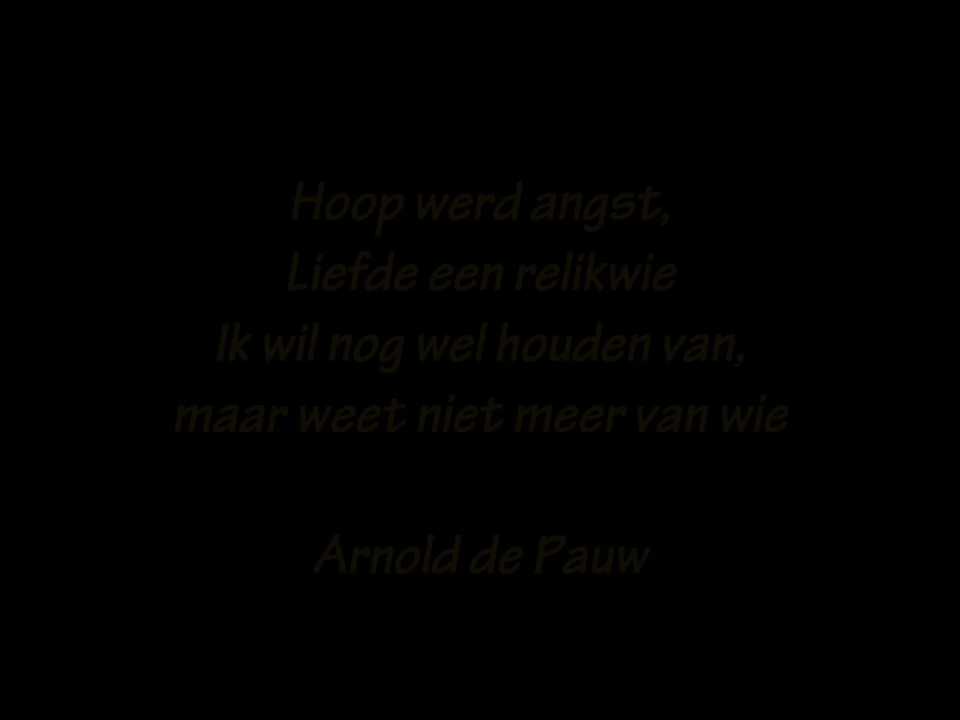 Hoop werd angst,
Liefde een relikwie
Ik wil nog wel houden van,
maar weet niet meer van wie
Arnold de Pauw